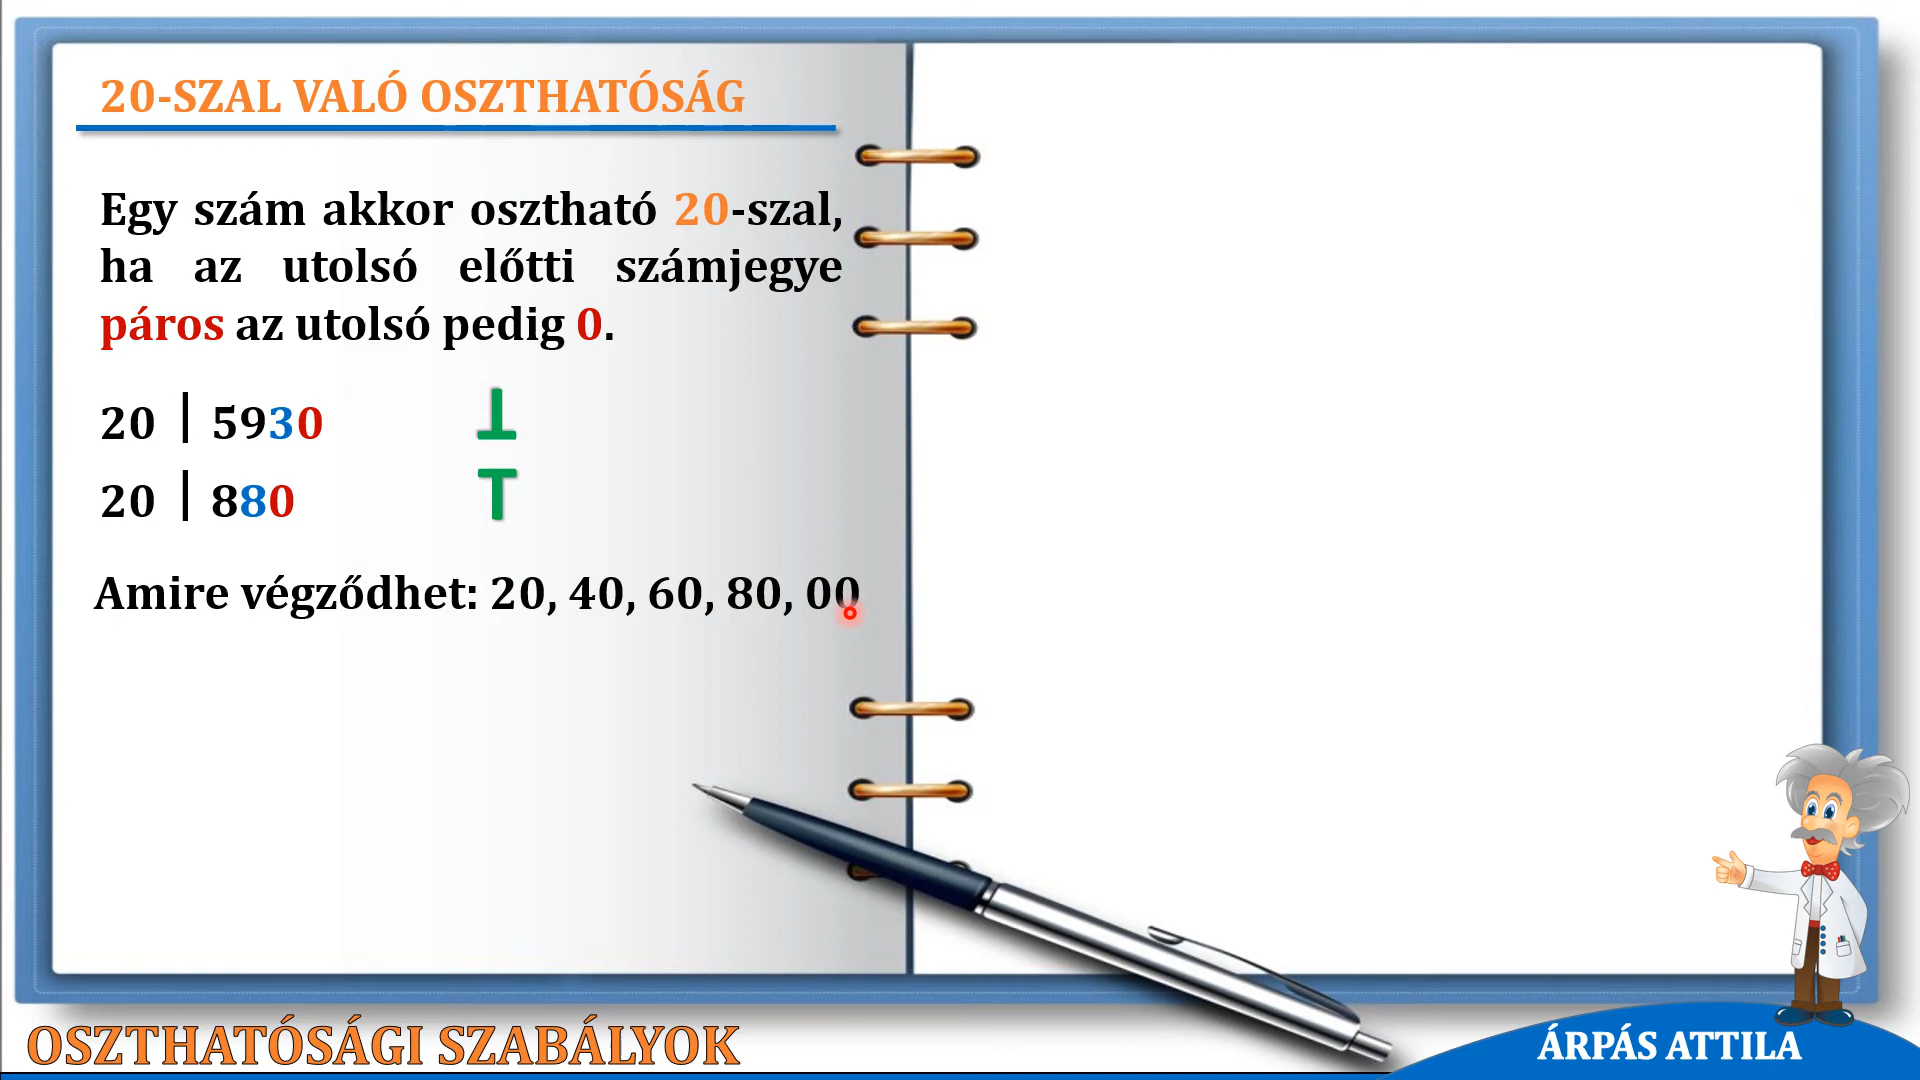 20-SZAL VALÓ OSZTHATÓSÁG
Egy szám akkor osztható 20-szal,
ha az utolsó előtti számjegye
páros az utolsó pedig 0.
20 | 5930 ⊥
20 | 880 ⊤
Amire végződhet: 20, 40, 60, 80, 00
OSZTHATÓSÁGI SZABÁLYOK
ÁRPÁS ATTILA